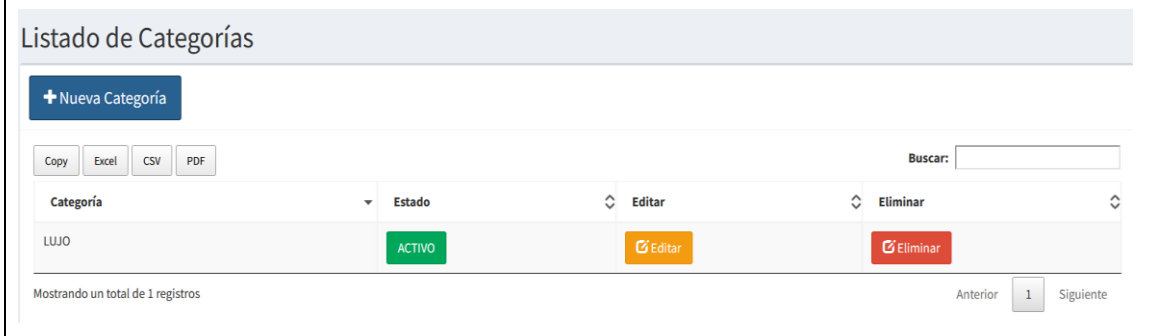 Listado de Categorías
Nueva Categoría
Copy Excel CSV PDF Buscar:
Categoría Estado Editar Eliminar
LUJO ACTIVO Editar Eliminar
Mostrando un total de 1 registros Anterior 1 Siguiente